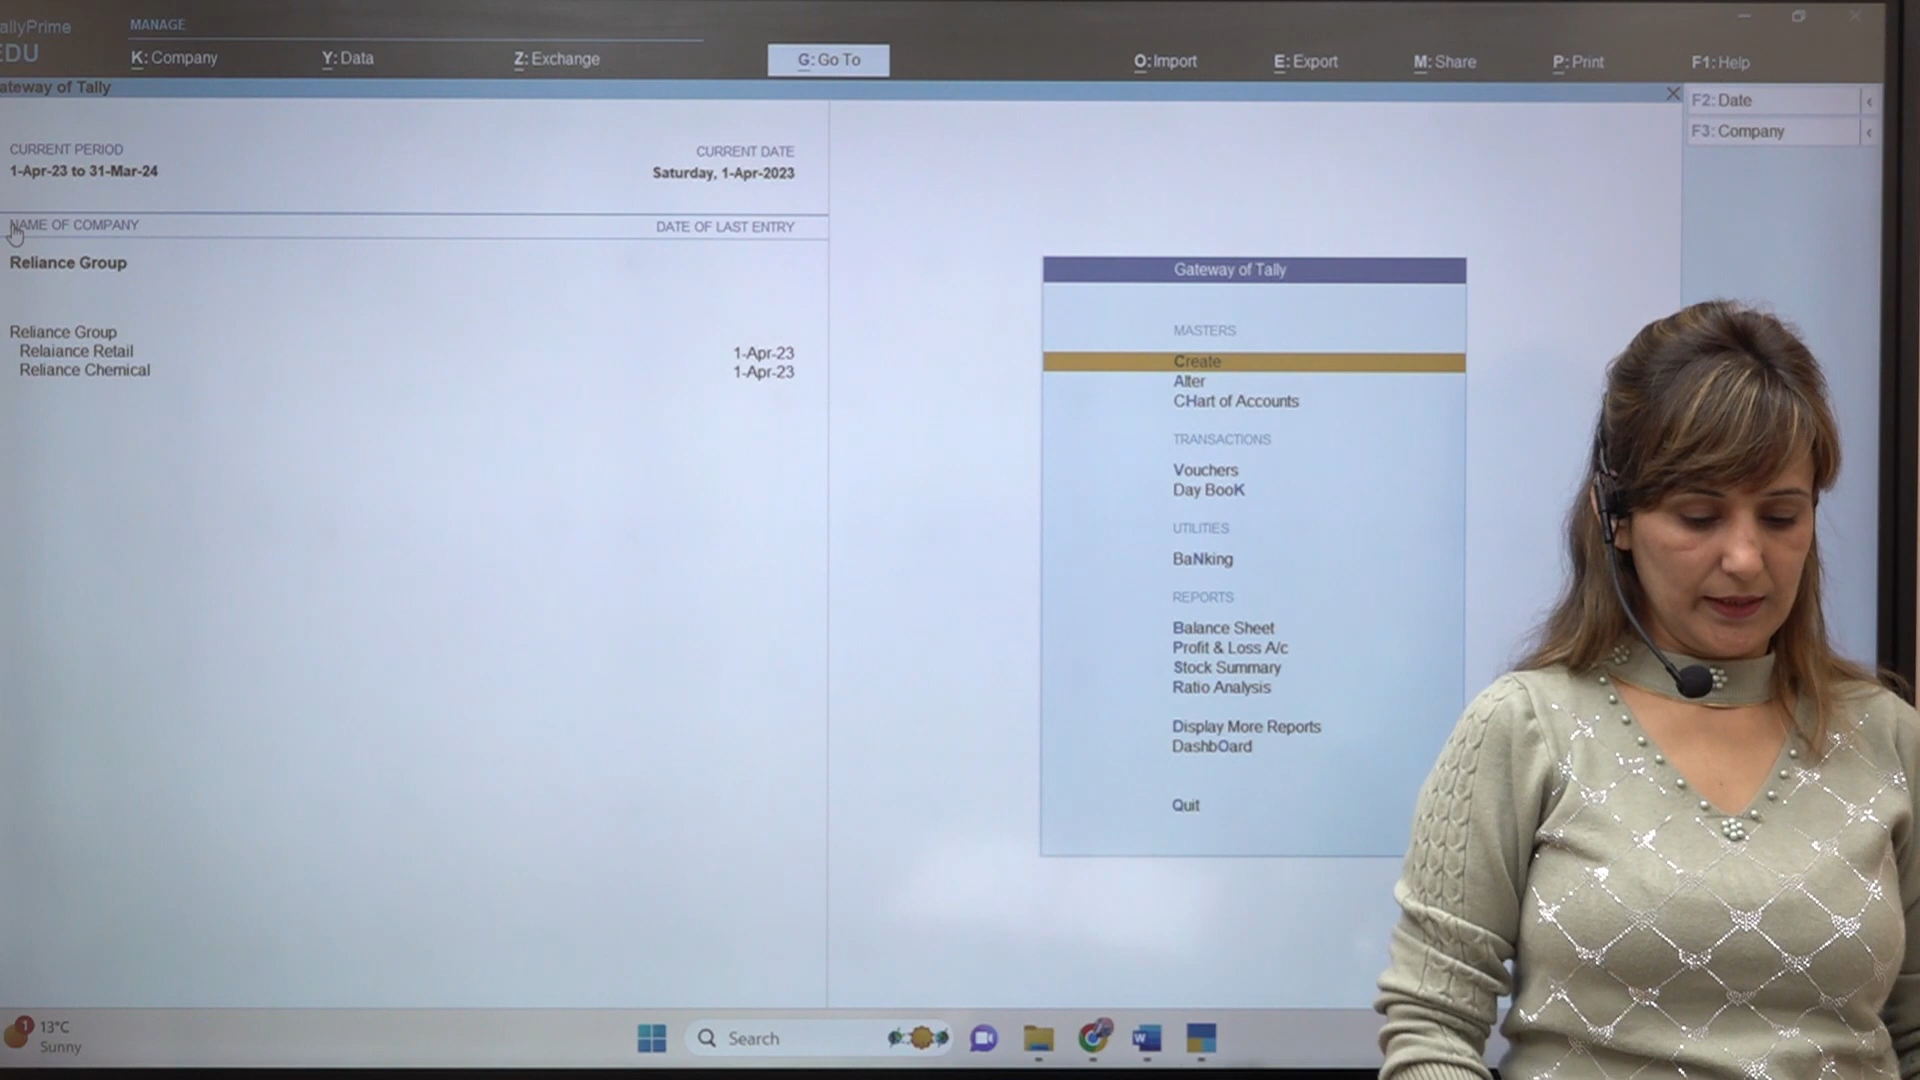 allyPrime
EDU
MANAGE
K: Company
Y: Data
Z: Exchange
G: Go To
O: Import
E: Export
M: Share
P: Print
F1: Help
ateway of Tally
F2: Date
F3: Company
CURRENT PERIOD
1-Apr-23 to 31-Mar-24
CURRENT DATE
Saturday, 1-Apr-2023
NAME OF COMPANY
DATE OF LAST ENTRY
Reliance Group
Reliance Group
Relaiance Retail 1-Apr-23
Reliance Chemical 1-Apr-23
Gateway of Tally
MASTERS
Create
Alter
CHart of Accounts
TRANSACTIONS
Vouchers
Day BooK
UTILITIES
BaNking
REPORTS
Balance Sheet
Profit & Loss A/c
Stock Summary
Ratio Analysis
Display More Reports
DashbOard
Quit
1
13°C
Sunny
Search